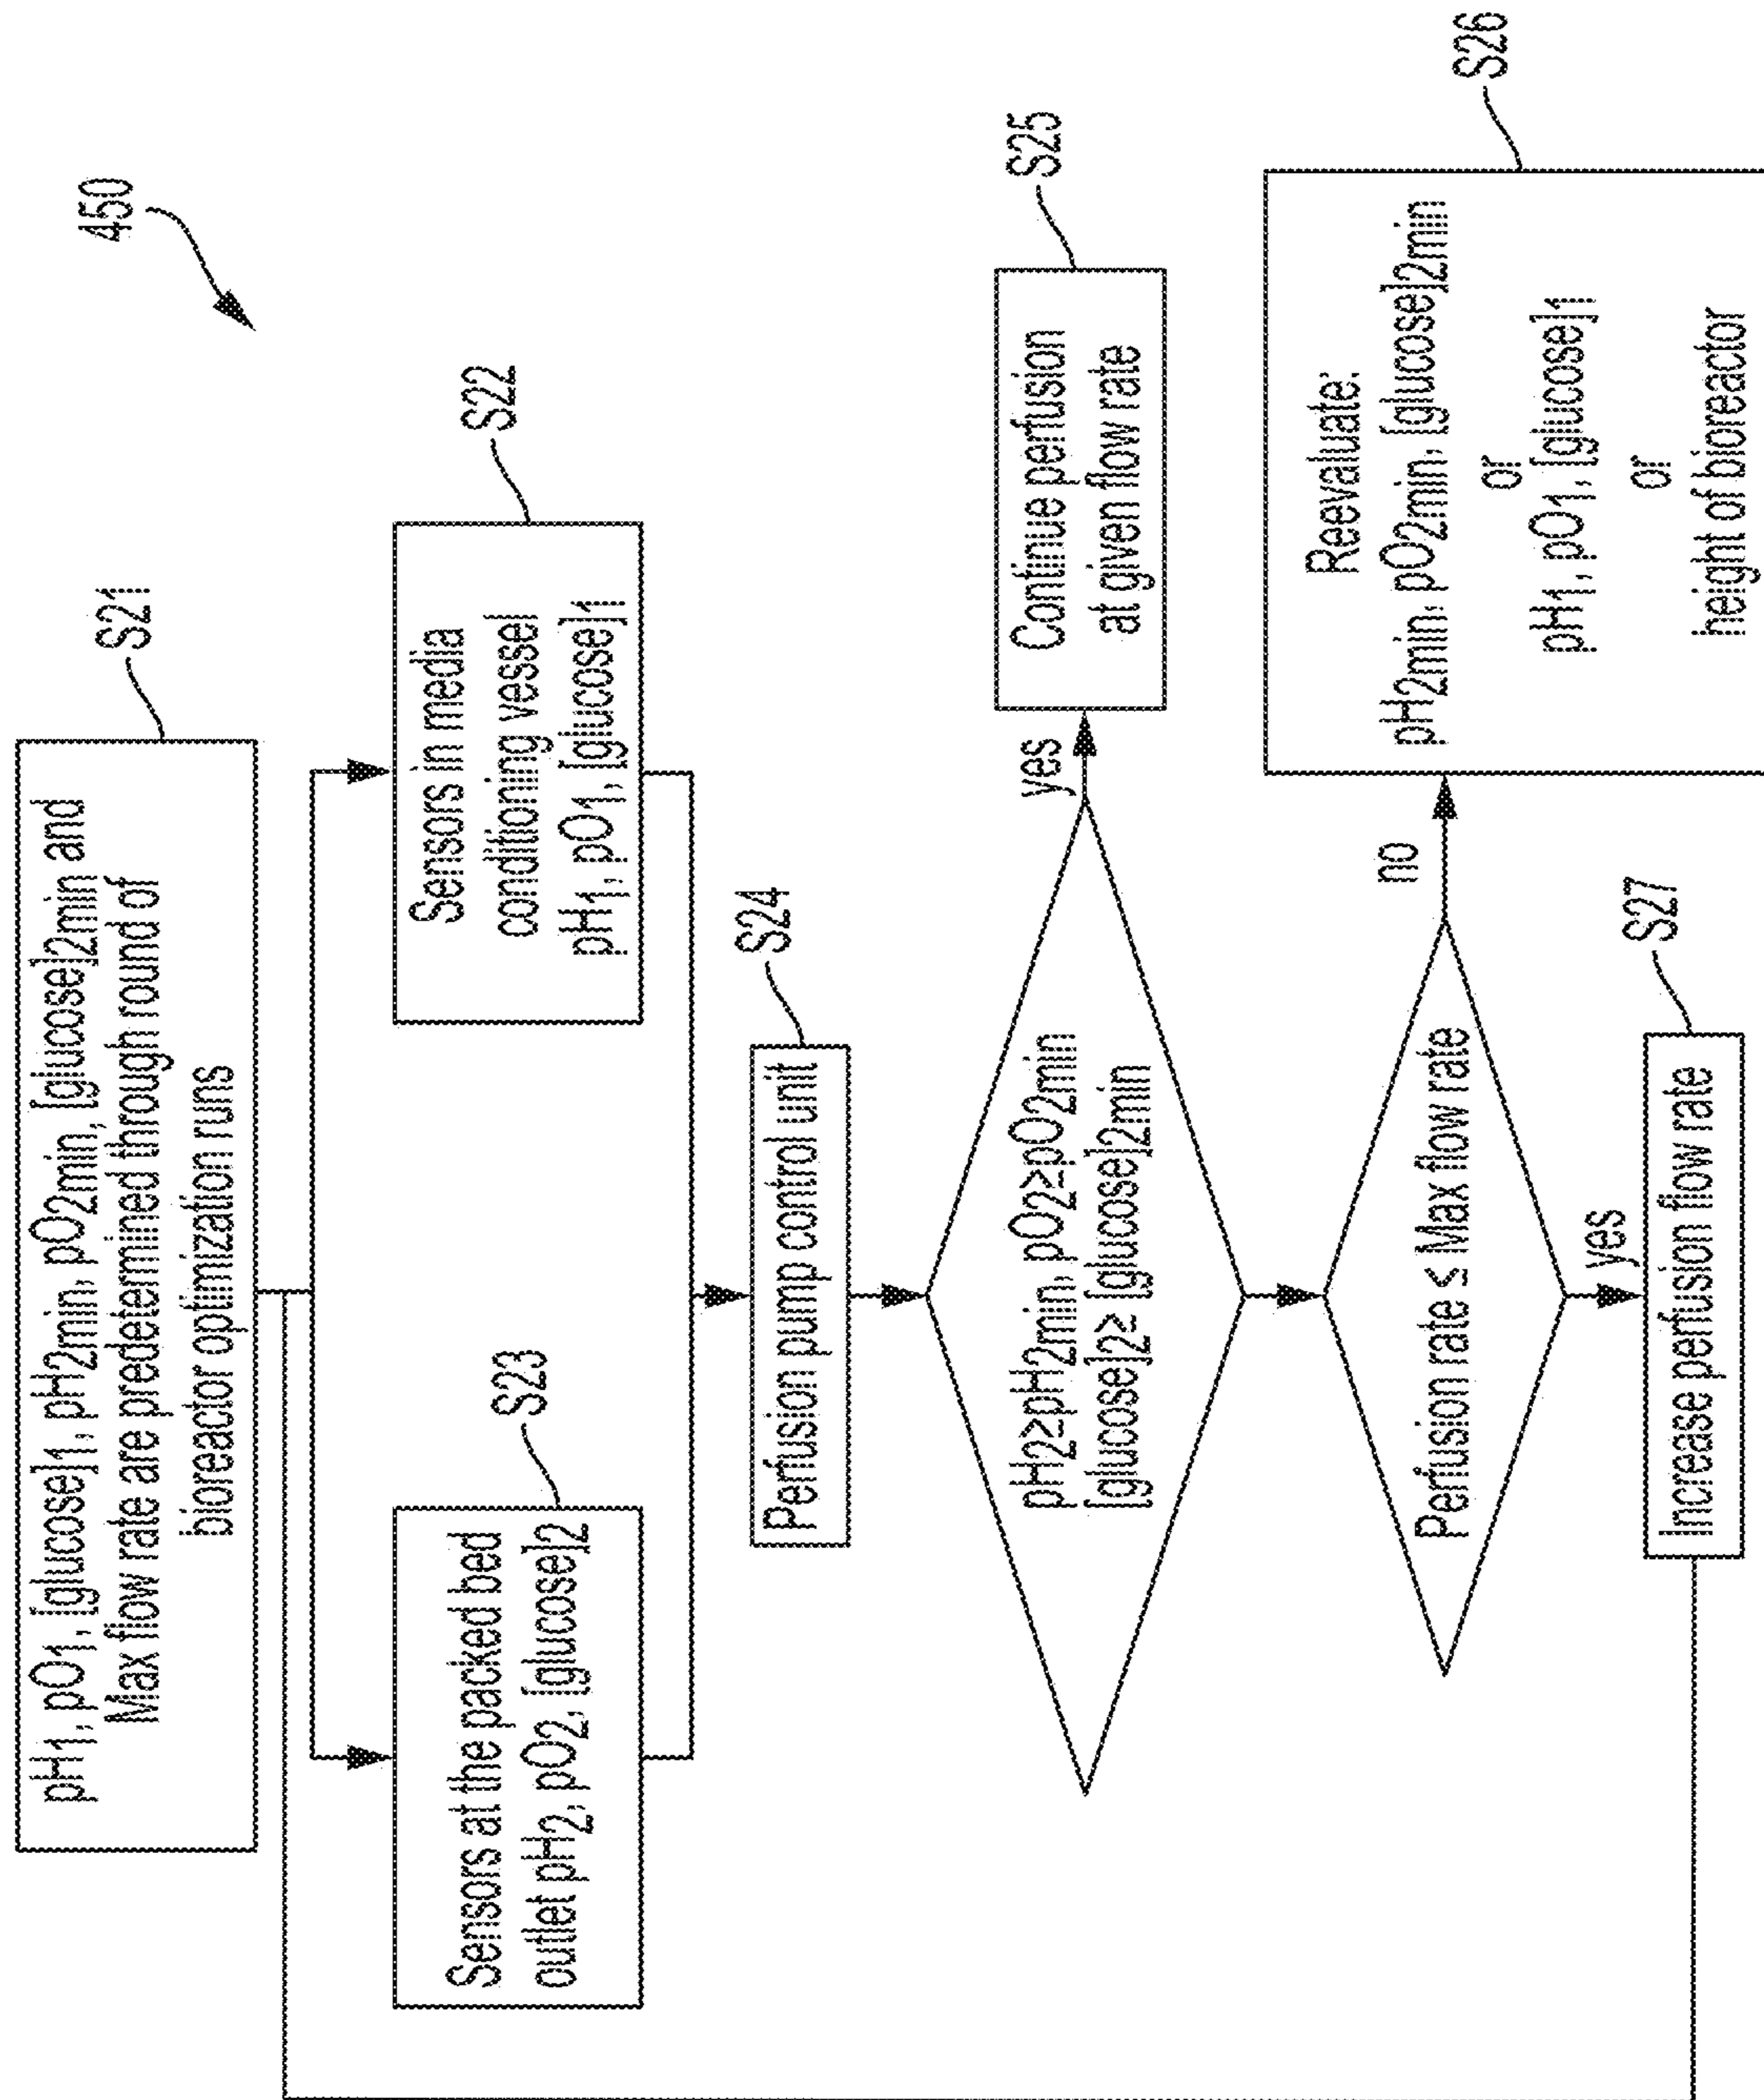 450
pH1, pO1, [glucose]1, pH2min, pO2min, [glucose]2min and
Max flow rate are predetermined through round of
bioreactor optimization runs
S21
Sensors at the packed bed
outlet pH2, pO2, [glucose]2
S23
Sensors in media
conditioning vessel
pH1, pO1, [glucose]1
S22
Perfusion pump control unit
S24
pH2≥pH2min, pO2≥pO2min
[glucose]2≥ [glucose]2min
yes
Continue perfusion
at given flow rate
S25
Perfusion rate ≤ Max flow rate
no
Reevaluate:
pH2min, pO2min, [glucose]2min
or
pH1, pO1, [glucose]1
or
height of bioreactor
S26
yes
Increase perfusion flow rate
S27